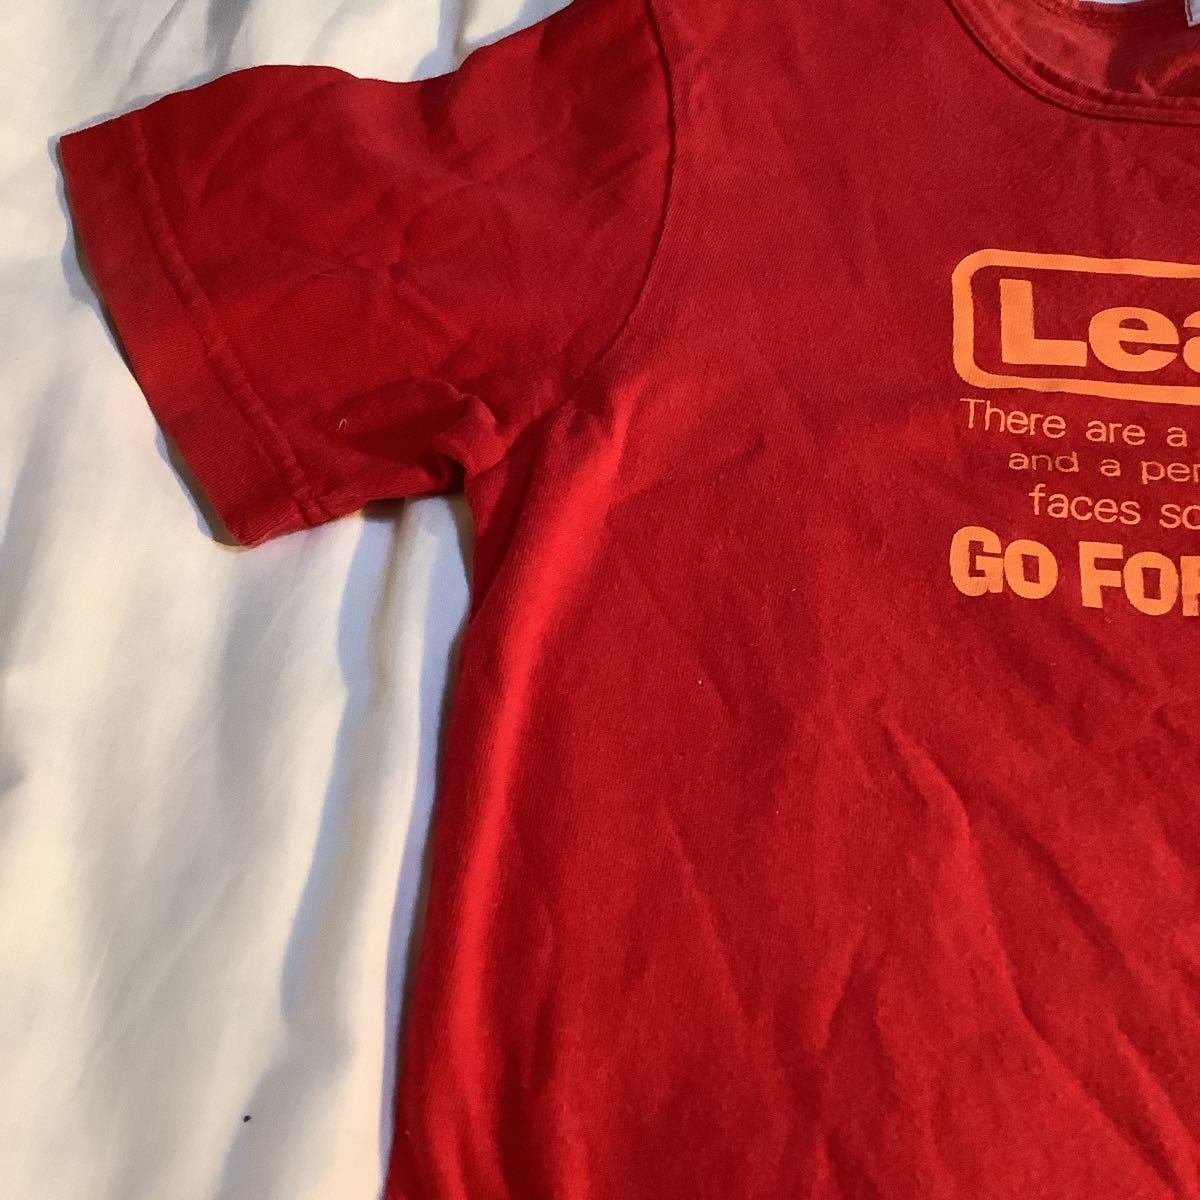 Lea
There are a
and a per
faces so
GO FOR